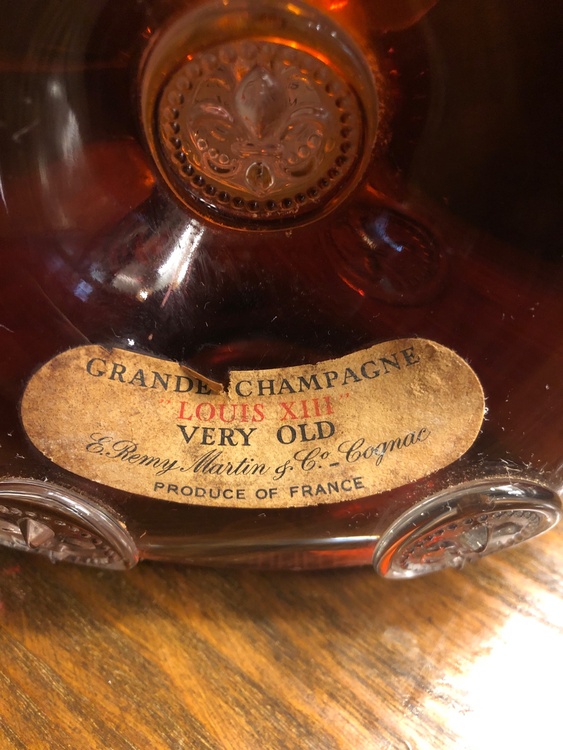 GRANDE CHAMPAGNE
"LOUIS XIII"
VERY OLD
E. Remy Martin & Co. - Cognac
PRODUCE OF FRANCE